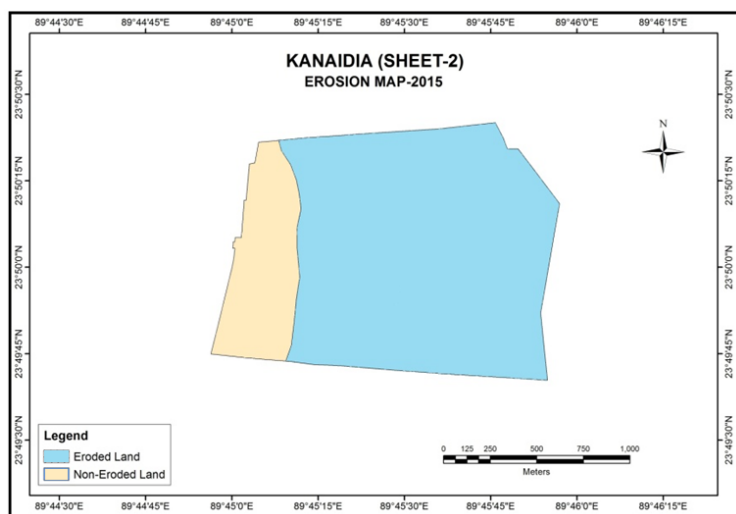 89°44'30"E 89°44'45"E 89°45'0"E 89°45'15"E 89°45'30"E 89°45'45"E 89°46'0"E 89°46'15"E
KANAIDIA (SHEET-2)
EROSION MAP-2015
N
23°50'30"N
23°50'15"N
23°50'0"N
23°49'45"N
23°49'30"N
23°50'30"N
23°50'15"N
23°50'0"N
23°49'45"N
23°49'30"N
Legend
Eroded Land
Non-Eroded Land
0 125 250 500 750 1,000
Meters
89°44'30"E 89°44'45"E 89°45'0"E 89°45'15"E 89°45'30"E 89°45'45"E 89°46'0"E 89°46'15"E